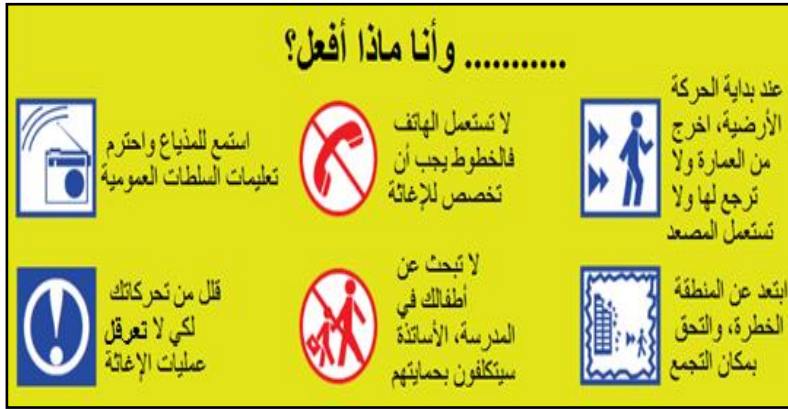 ........... وأنا ماذا أفعل؟
عند بداية الحركة
الأرضية، اخرج
من العمارة ولا
ترجع لها ولا
تستعمل المصعد
لا تستعمل الهاتف
فالخطوط يجب أن
تخصص للإغاثة
استمع للمذياع واحترم
تعليمات السلطات العمومية
ابتعد عن المنطقة
الخطرة، والتحق
بمكان التجمع
لا تبحث عن
أطفالك في
المدرسة، الأساتذة
سيتكلفون بحمايتهم
قلل من تحركاتك
لكي لا تعرقل
عمليات الإغاثة